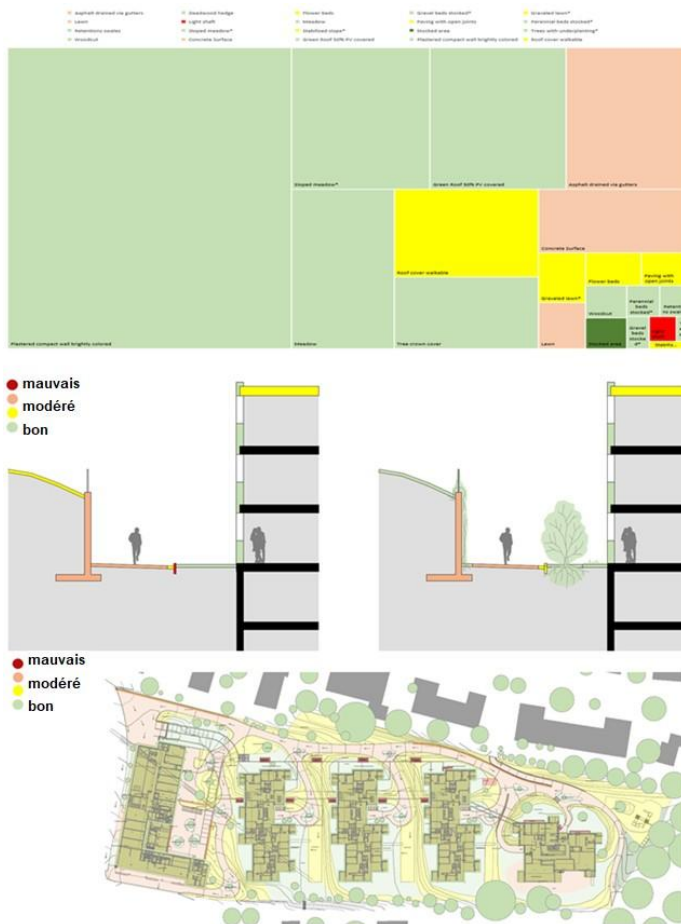 Asphalt drained via gutters
Deadwood hedge
Flower beds
Gravel beds stocked*
Graveled lawn*
Lawn
Light shaft
Meadow
Paving with open joints
Perennial beds stocked*
Retentions swales
Sloped meadow*
Stabilized slope*
Stocked area
Trees with underplanting*
Woodcut
Concrete Surface
Green Roof 50% PV covered
Plastered compact wall brightly colored
Roof cover walkable
Sloped meadow*
Green Roof 50% PV covered
Asphalt drained via gutters
Concrete Surface
Roof cover walkable
Graveled lawn*
Flower beds
Paving with
open joints
Woodcut
Perennial
beds
stocked*
Plastered compact wall brightly colored
Meadow
Tree crown cover
Lawn
Stocked area
Gravel
beds
mauvais
modéré
bon
mauvais
modéré
bon